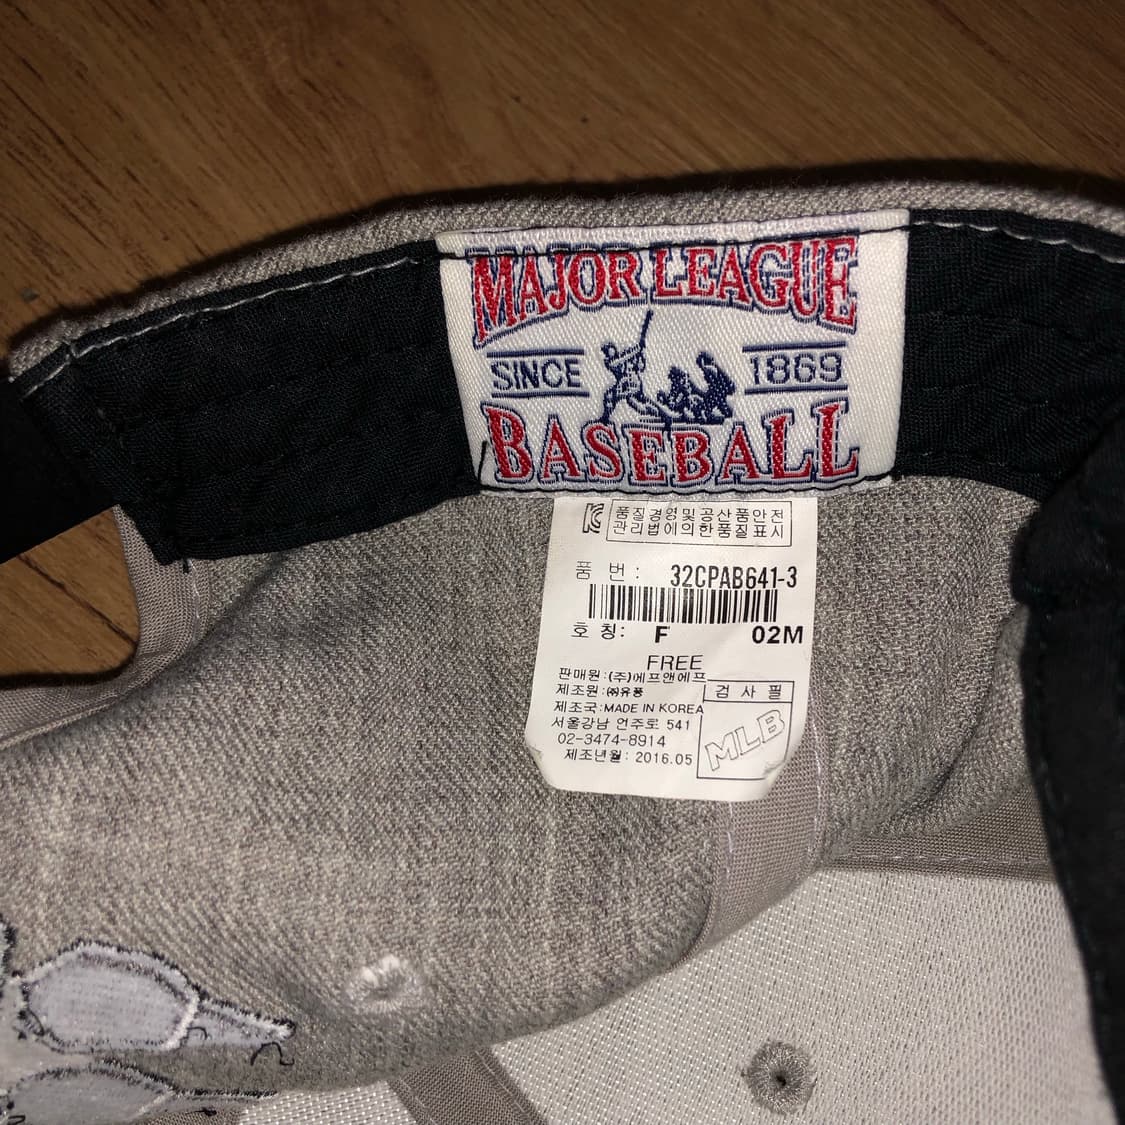 MAJOR LEAGUE
SINCE 1869
BASEBALL
품질경영및공산품안전
관리법에의한품질표시
품 번 : 32CPAB641-3
호 칭: F 02M
FREE
판매원:(주)에프앤에프
제조원:㈜유풍
검 사 필
제조국:MADE IN KOREA
서울강남 언주로 541
MLB
02-3474-8914
제조년월: 2016.05